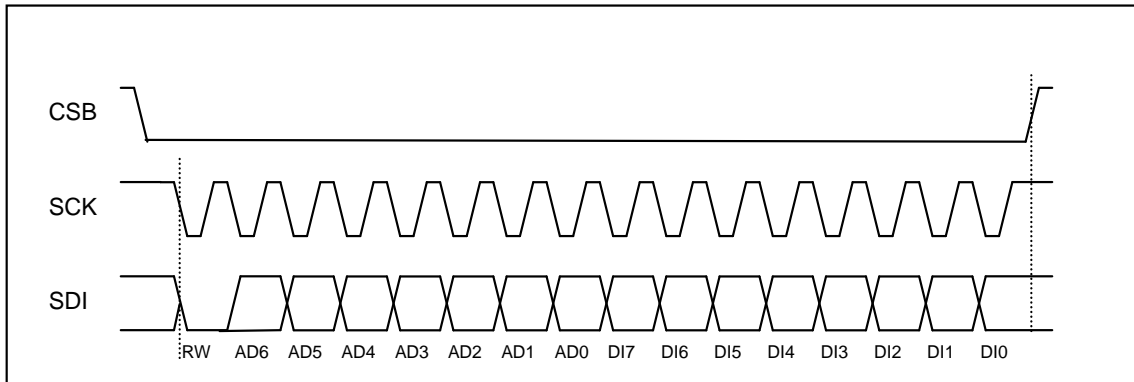 CSB
SCK
SDI
RW AD6 AD5 AD4 AD3 AD2 AD1 AD0 DI7 DI6 DI5 DI4 DI3 DI2 DI1 DI0